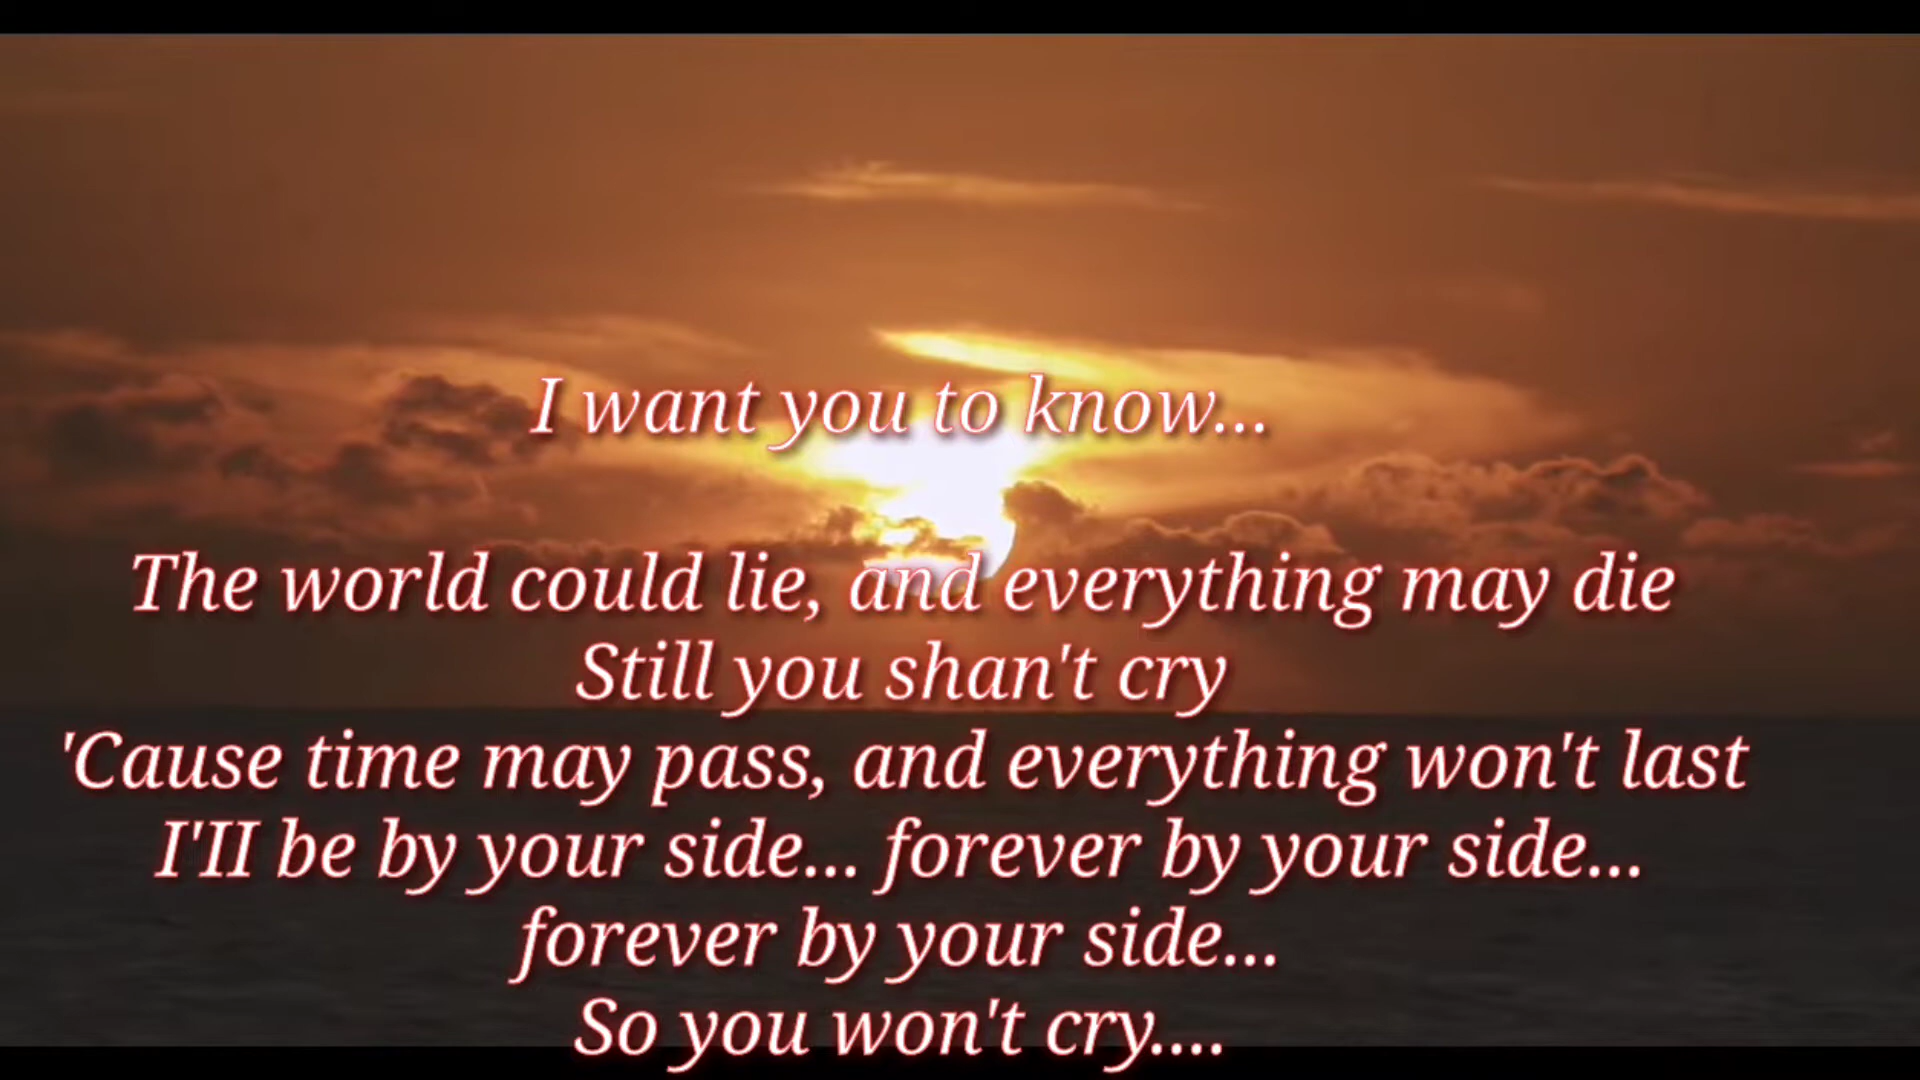 I want you to know...
The world could lie, and everything may die
Still you shan't cry
'Cause time may pass, and everything won't last
I'II be by your side... forever by your side...
forever by your side...
So you won't cry....